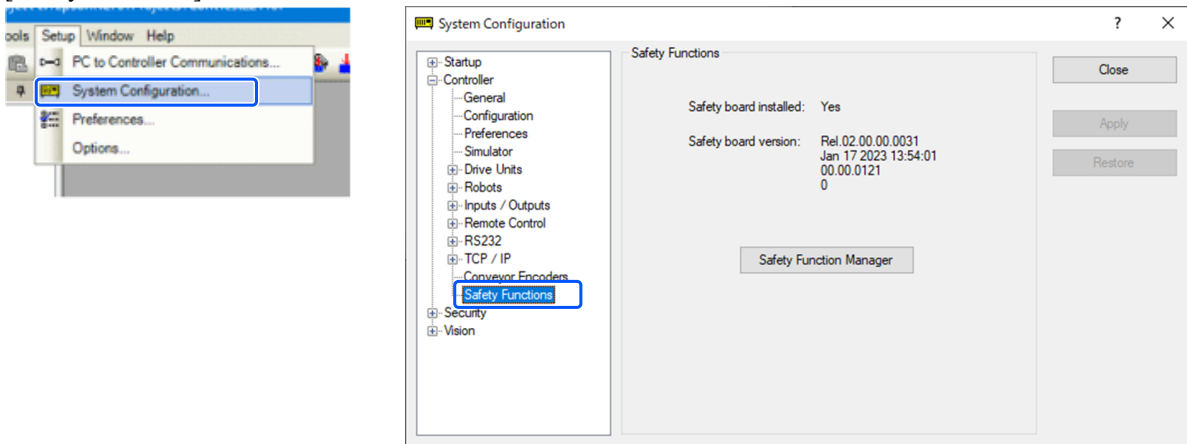 ools Setup Window Help
PC to Controller Communications...
System Configuration...
Preferences...
Options...
System Configuration
? ×
Startup
Controller
General
Configuration
Preferences
Simulator
Drive Units
Robots
Inputs / Outputs
Remote Control
RS232
TCP / IP
Conveyor Encoders
Safety Functions
Security
Vision
Safety Functions
Safety board installed: Yes
Safety board version: Rel.02.00.00.0031
Jan 17 2023 13:54:01
00.00.0121
0
Safety Function Manager
Close
Apply
Restore